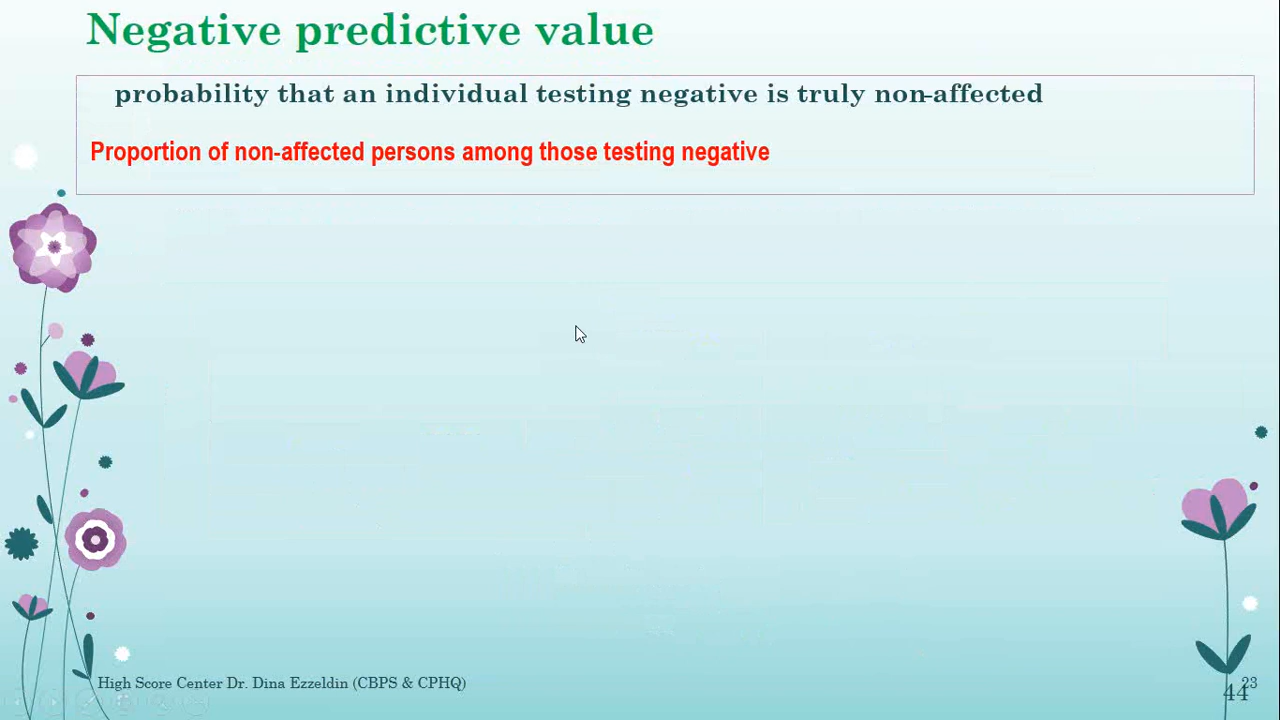 Negative predictive value
probability that an individual testing negative is truly non-affected
Proportion of non-affected persons among those testing negative
High Score Center Dr. Dina Ezzeldin (CBPS & CPHQ)
23
44